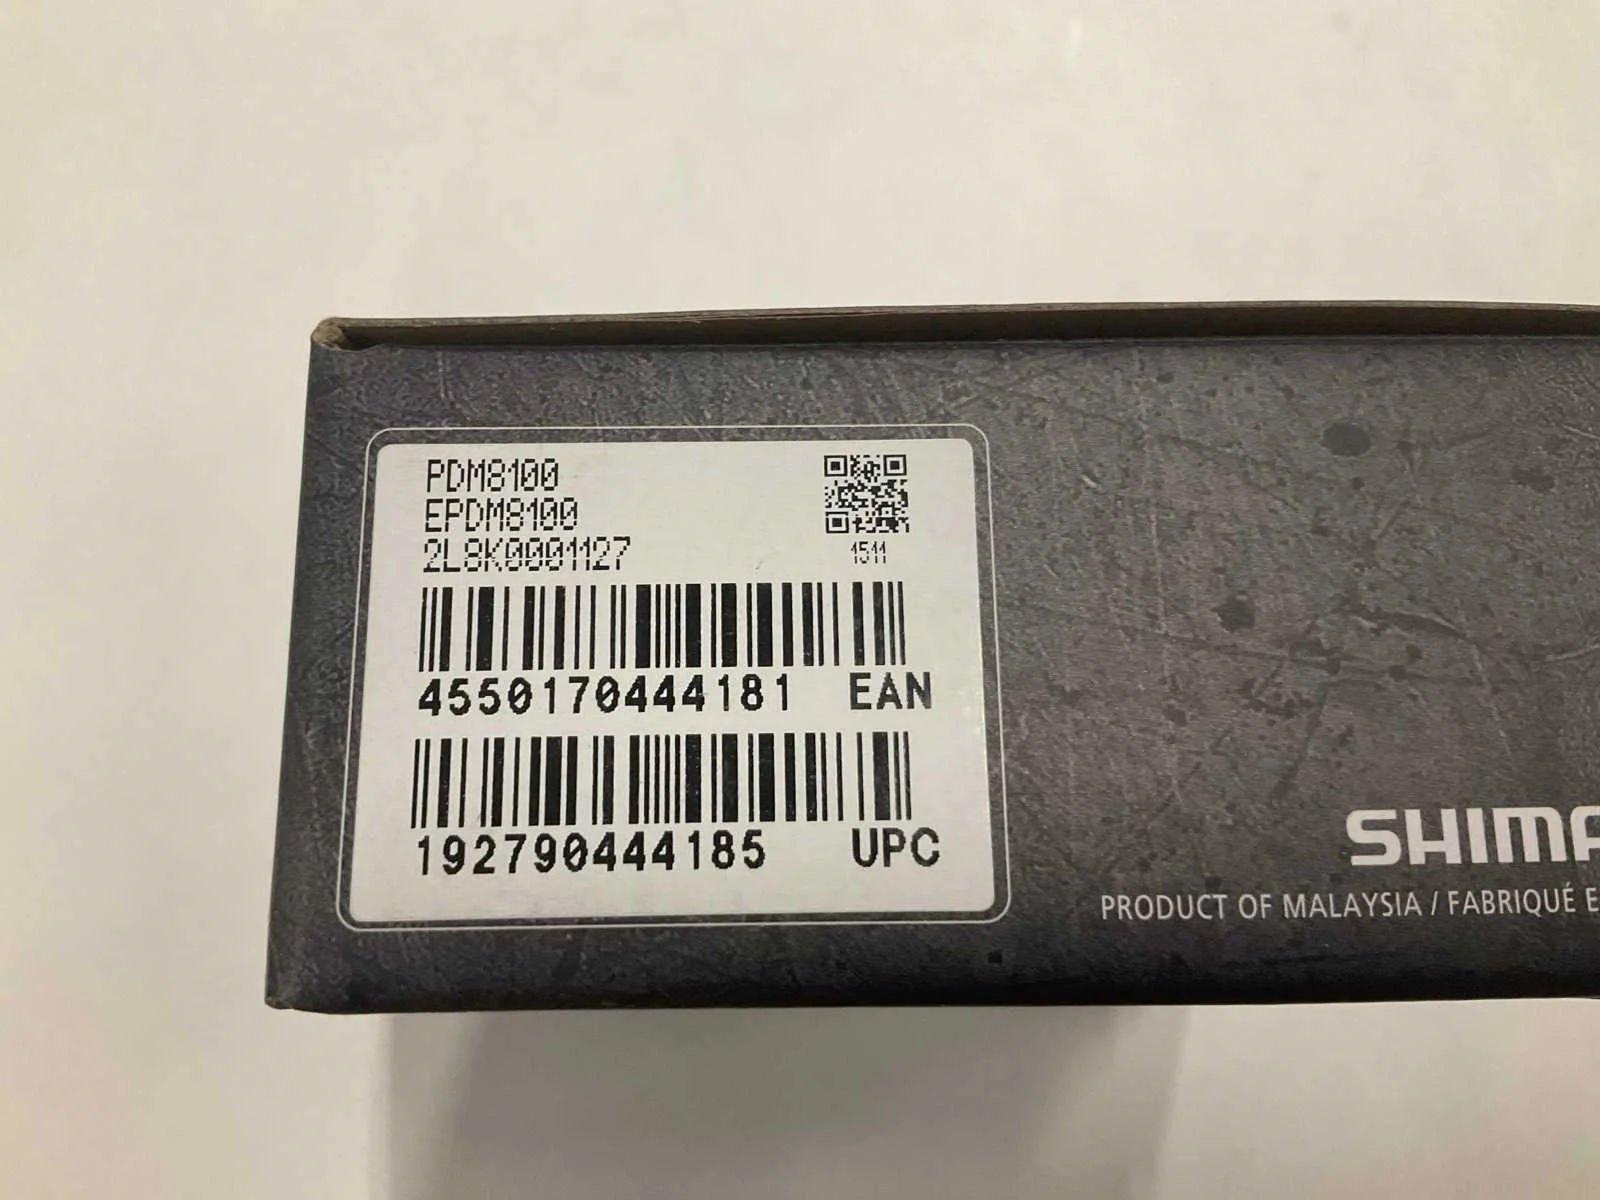 PDM8100
EPDM8100
2L8K0001127
1511
4550170444181 EAN
192790444185 UPC
SHIMA
PRODUCT OF MALAYSIA / FABRIQUÉ E